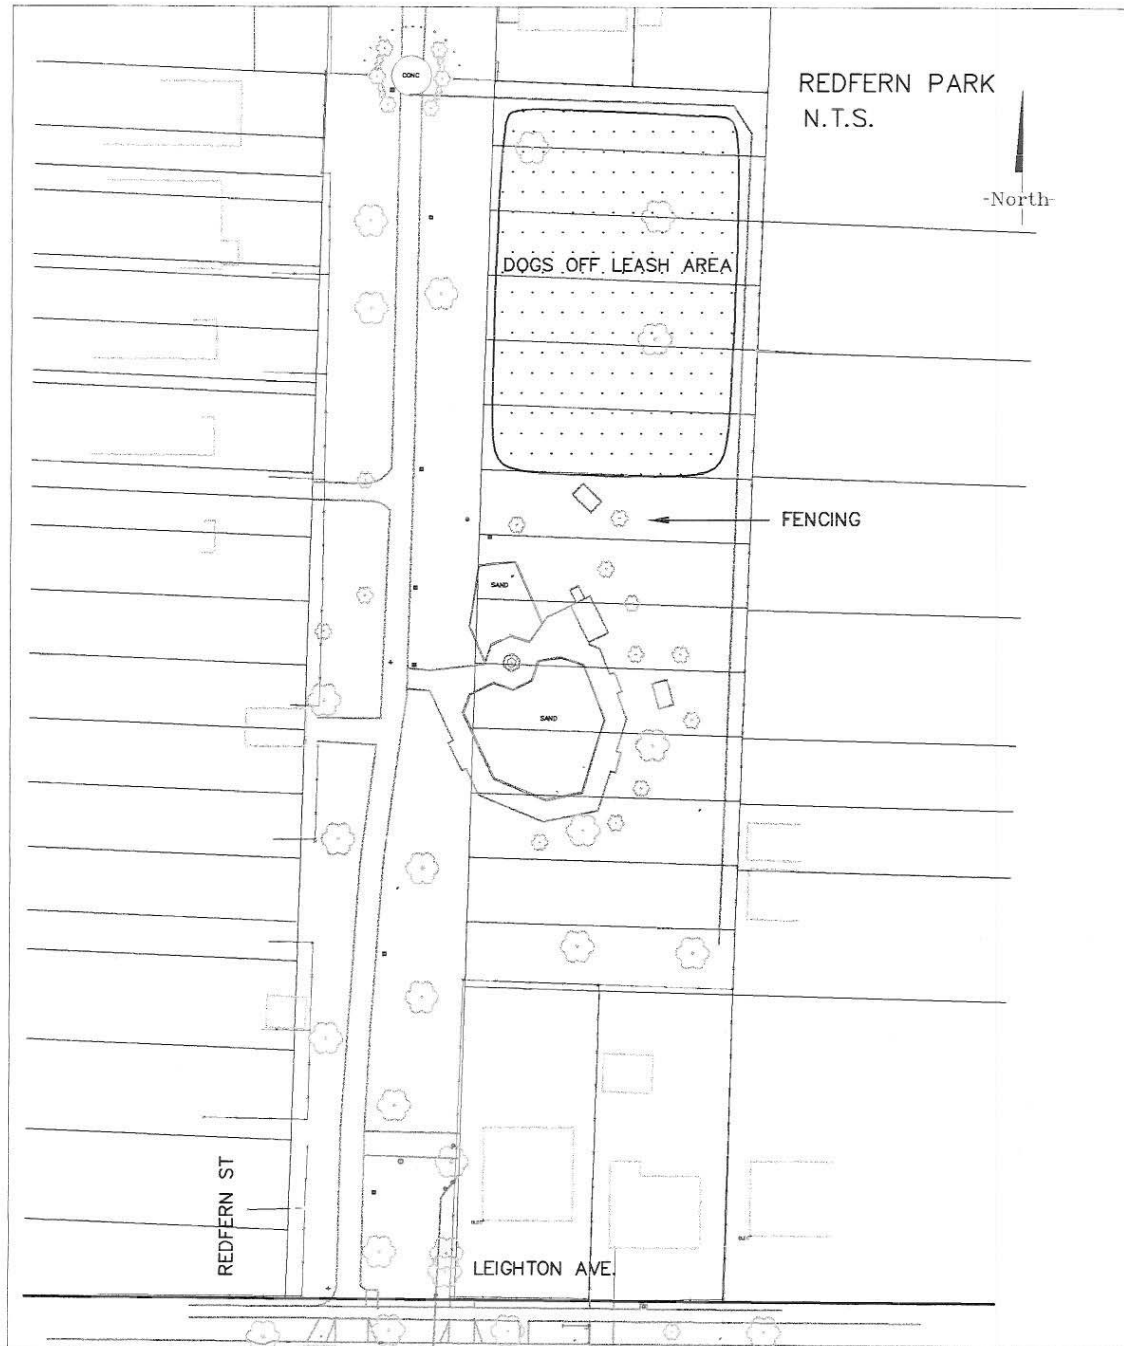 REDFERN PARK
N.T.S.
CONC
-North-
DOGS OFF LEASH AREA
FENCING
SAND
SAND
REDFERN ST
LEIGHTON AVE.